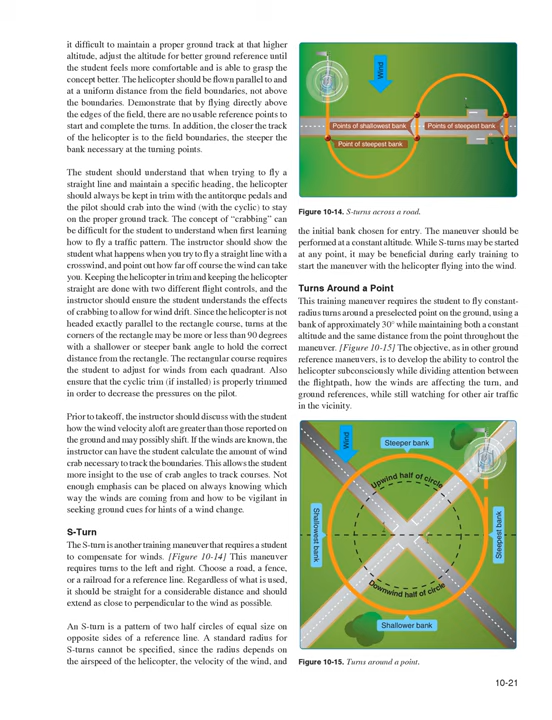 it difficult to maintain a proper ground track at that higher
altitude, adjust the altitude for better ground reference until
the student feels more comfortable and is able to grasp the
concept better. The helicopter should be flown parallel to and
at a uniform distance from the field boundaries, not above
the boundaries. Demonstrate that by flying directly above
the edges of the field, there are no usable reference points to
start and complete the turns. In addition, the closer the track
of the helicopter is to the field boundaries, the steeper the
bank necessary at the turning points.
The student should understand that when trying to fly a
straight line and maintain a specific heading, the helicopter
should always be kept in trim with the antitorque pedals and
the pilot should crab into the wind (with the cyclic) to stay
on the proper ground track. The concept of “crabbing” can
be difficult for the student to understand when first learning
how to fly a traffic pattern. The instructor should show the
student what happens when you try to fly a straight line with a
crosswind, and point out how far off course the wind can take
you. Keeping the helicopter in trim and keeping the helicopter
straight are done with two different flight controls, and the
instructor should ensure the student understands the effects
of crabbing to allow for wind drift. Since the helicopter is not
headed exactly parallel to the rectangle course, turns at the
corners of the rectangle may be more or less than 90 degrees
with a shallower or steeper bank angle to hold the correct
distance from the rectangle. The rectangular course requires
the student to adjust for winds from each quadrant. Also
ensure that the cyclic trim (if installed) is properly trimmed
in order to decrease the pressures on the pilot.
Prior to takeoff, the instructor should discuss with the student
how the wind velocity aloft are greater than those reported on
the ground and may possibly shift. If the winds are known, the
instructor can have the student calculate the amount of wind
crab necessary to track the boundaries. This allows the student
more insight to the use of crab angles to track courses. Not
enough emphasis can be placed on always knowing which
way the winds are coming from and how to be vigilant in
seeking ground cues for hints of a wind change.
S-Turn
The S-turn is another training maneuver that requires a student
to compensate for winds. [Figure 10-14] This maneuver
requires turns to the left and right. Choose a road, a fence,
or a railroad for a reference line. Regardless of what is used,
it should be straight for a considerable distance and should
extend as close to perpendicular to the wind as possible.
An S-turn is a pattern of two half circles of equal size on
opposite sides of a reference line. A standard radius for
S-turns cannot be specified, since the radius depends on
the airspeed of the helicopter, the velocity of the wind, and
Wind
Points of shallowest bank
Points of steepest bank
Point of steepest bank
Figure 10-14. S-turns across a road.
the initial bank chosen for entry. The maneuver should be
performed at a constant altitude. While S-turns may be started
at any point, it may be beneficial during early training to
start the maneuver with the helicopter flying into the wind.
Turns Around a Point
This training maneuver requires the student to fly constant-
radius turns around a preselected point on the ground, using a
bank of approximately 30° while maintaining both a constant
altitude and the same distance from the point throughout the
maneuver. [Figure 10-15] The objective, as in other ground
reference maneuvers, is to develop the ability to control the
helicopter subconsciously while dividing attention between
the flightpath, how the winds are affecting the turn, and
ground references, while still watching for other air traffic
in the vicinity.
Wind
Steeper bank
Upwind half of circle
Shallowest bank
Steepest bank
Downwind half of circle
Shallower bank
Figure 10-15. Turns around a point.
10-21